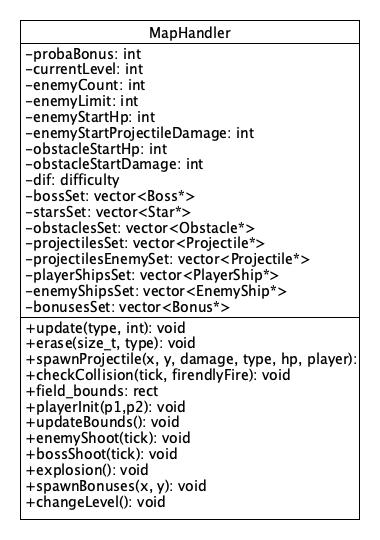 MapHandler
-probaBonus: int
-currentLevel: int
-enemyCount: int
-enemyLimit: int
-enemyStartHp: int
-enemyStartProjectileDamage: int
-obstacleStartHp: int
-obstacleStartDamage: int
-dif: difficulty
-bossSet: vector<Boss*>
-starsSet: vector<Star*>
-obstaclesSet: vector<Obstacle*>
-projectilesSet: vector<Projectile*>
-projectilesEnemySet: vector<Projectile*>
-playerShipsSet: vector<PlayerShip*>
-enemyShipsSet: vector<EnemyShip*>
-bonusesSet: vector<Bonus*>
+update(type, int): void
+erase(size_t, type): void
+spawnProjectile(x, y, damage, type, hp, player):
+checkCollision(tick, firendlyFire): void
+field_bounds: rect
+playerInit(p1,p2): void
+updateBounds(): void
+enemyShoot(tick): void
+bossShoot(tick): void
+explosion(): void
+spawnBonuses(x, y): void
+changeLevel(): void